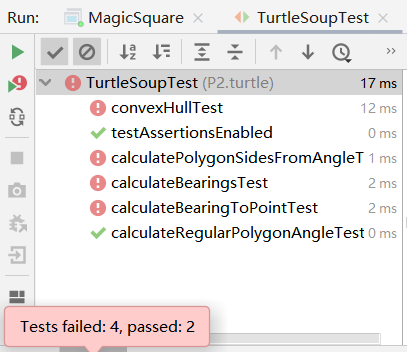 Run: MagicSquare × TurtleSoupTest ×
TurtleSoupTest (P2.turtle) 17 ms
convexHullTest 12 ms
testAssertionsEnabled 0 ms
calculatePolygonSidesFromAngleT 1 ms
calculateBearingsTest 2 ms
calculateBearingToPointTest 2 ms
calculateRegularPolygonAngleTest 0 ms
Tests failed: 4, passed: 2